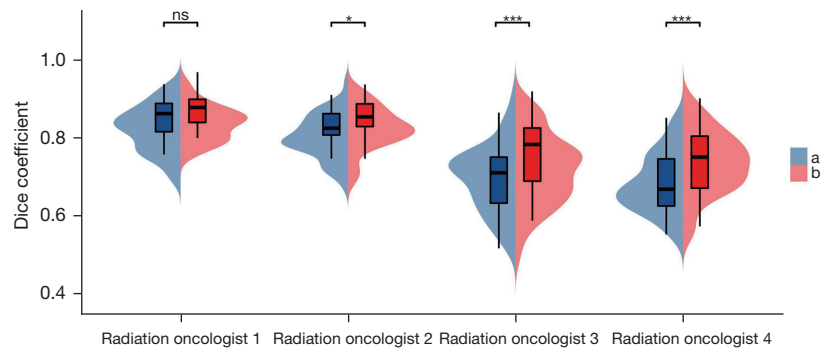 ns * *** ***
1.0
0.8
0.6
0.4
Dice coefficient
a
b
Radiation oncologist 1 Radiation oncologist 2 Radiation oncologist 3 Radiation oncologist 4